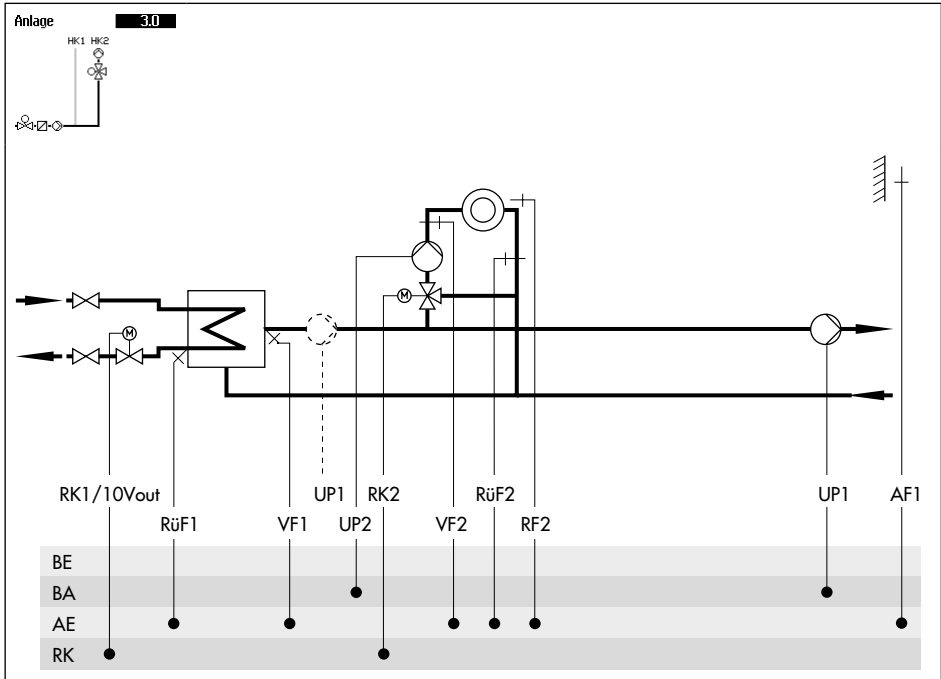 Anlage 3.0
HK1 HK2
M
M
RK1/10Vout UP1 RK2 RüF2 UP1 AF1
RüF1 VF1 UP2 VF2 RF2
BE
BA
AE
RK